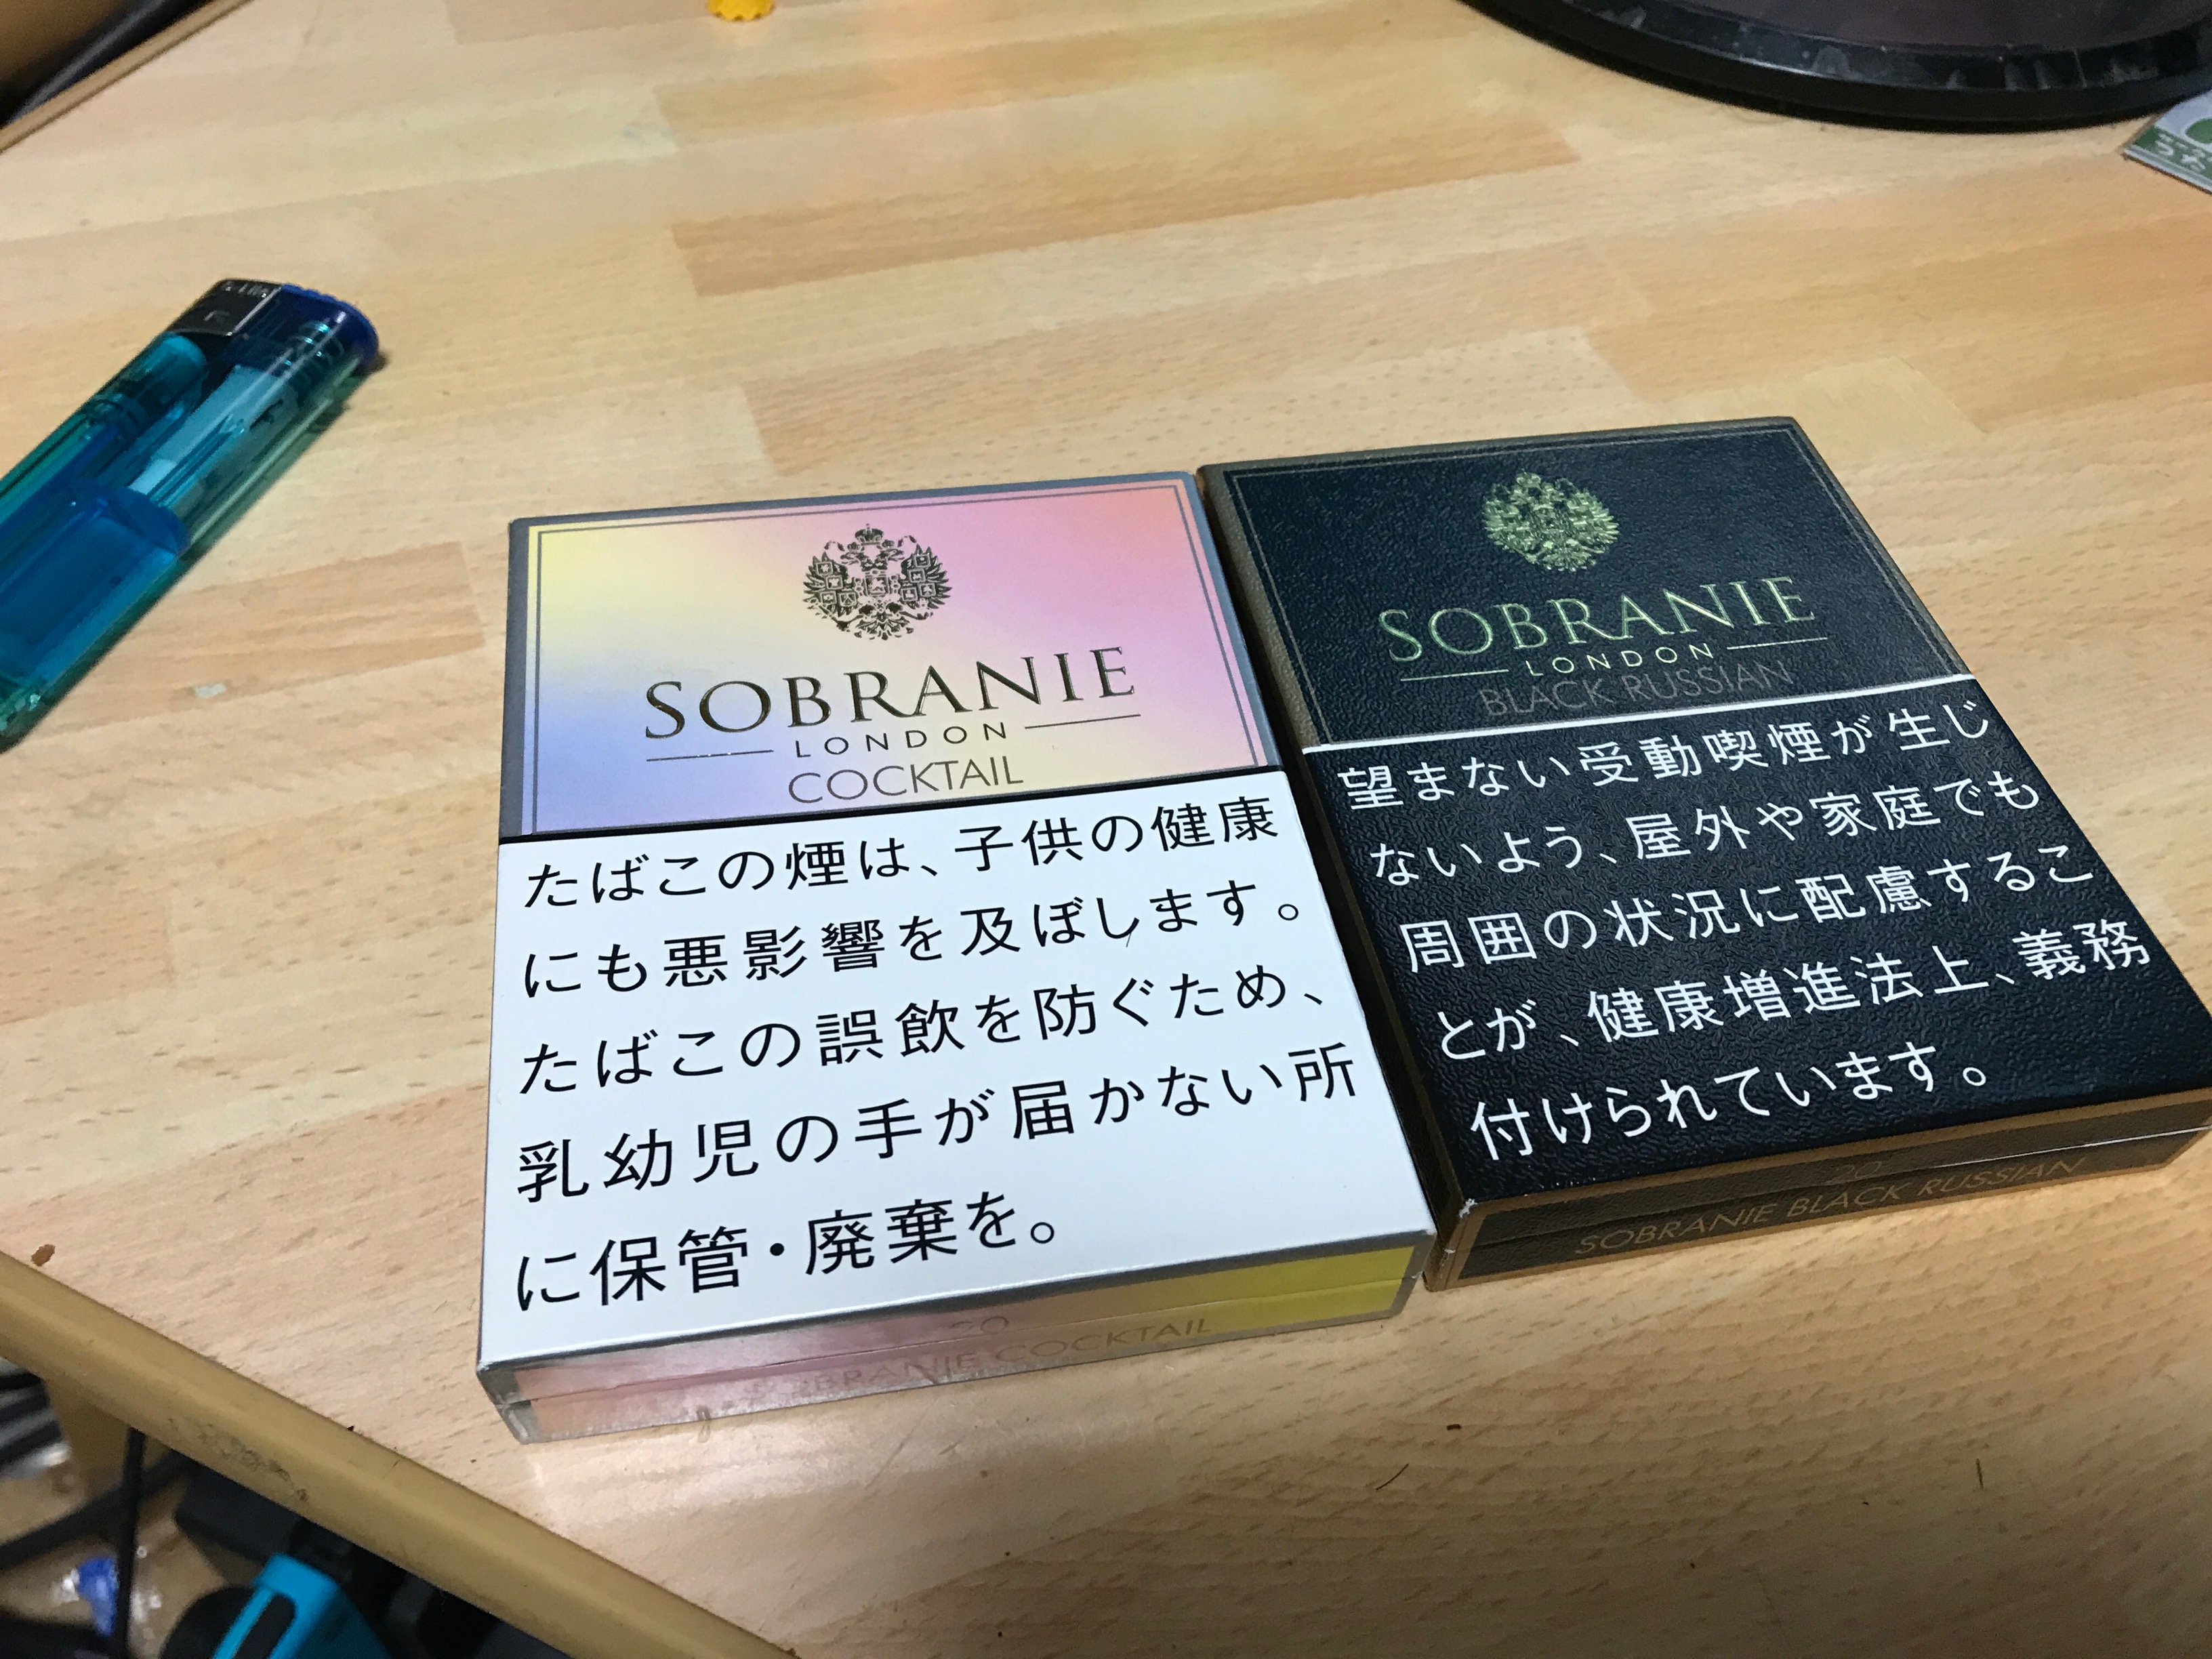 SOBRANIE
LONDON
COCKTAIL
たばこの煙は、子供の健康
にも悪影響を及ぼします。
たばこの誤飲を防ぐため、
乳幼児の手が届かない所
に保管・廃棄を。
20
SOBRANIE COCKTAIL
SOBRANIE
LONDON
BLACK RUSSIAN
望まない受動喫煙が生じ
ないよう、屋外や家庭でも
周囲の状況に配慮するこ
とが、健康増進法上、義務
付けられています。
20
SOBRANIE BLACK RUSSIAN